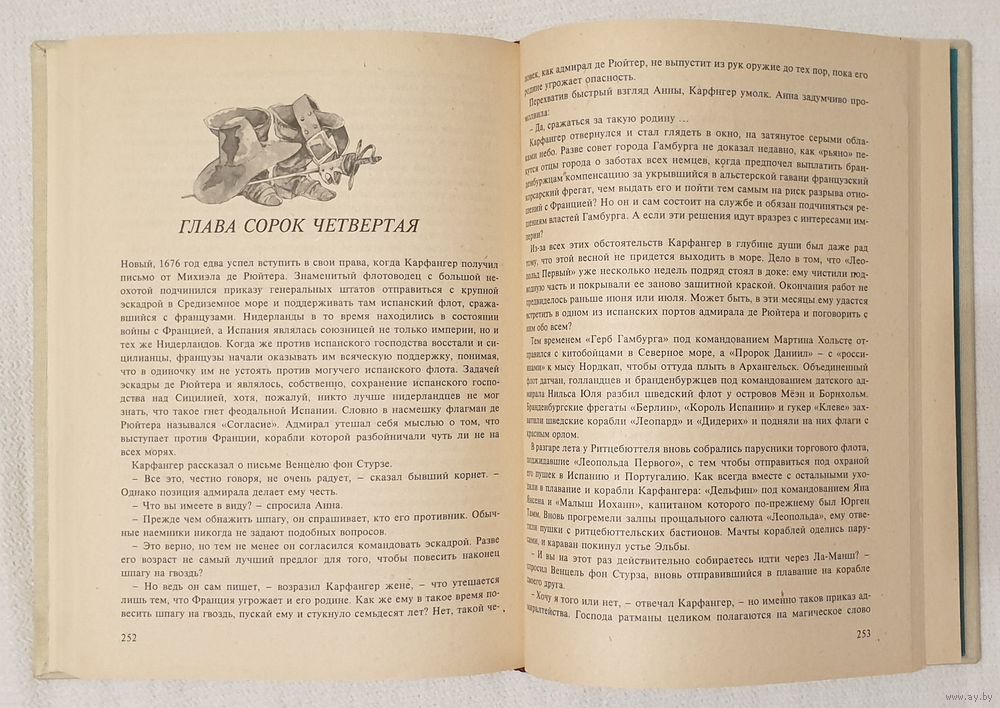 ГЛАВА СОРОК ЧЕТВЕРТАЯ
Новый, 1676 год едва успел вступить в свои права, когда Карфангер получил
письмо от Михиэла де Рюйтера. Знаменитый флотоводец с большой не-
охотой подчинился приказу генеральных штатов отправиться с крупной
эскадрой в Средиземное море и поддерживать там испанский флот, сража-
вшийся с французами. Нидерланды в то время находились в состоянии
войны с Францией, а Испания являлась союзницей не только империи, но и
тех же Нидерландов. Когда же против испанского господства восстали и си-
цилианцы, французы начали оказывать им всяческую поддержку, понимая,
что в одиночку им не устоять против могучего испанского флота. Задачей
эскадры де Рюйтера и являлось, собственно, сохранение испанского госпо-
дства над Сицилией, хотя, пожалуй, никто лучше нидерландцев не мог
знать, что такое гнет феодальной Испании. Словно в насмешку флагман де
Рюйтера назывался «Согласие». Адмирал утешал себя мыслью о том, что
выступает против Франции, корабли которой разбойничали чуть ли не на
всех морях.
Карфангер рассказал о письме Венцелю фон Стурзе.
– Все это, честно говоря, не очень радует, – сказал бывший корнет. –
Однако позиция адмирала делает ему честь.
– Что вы имеете в виду? – спросила Анна.
– Прежде чем обнажить шпагу, он спрашивает, кто его противник. Обыч-
ные наемники никогда не задают подобных вопросов.
– Это верно, но тем не менее он согласился командовать эскадрой. Разве
его возраст не самый лучший предлог для того, чтобы повесить наконец
шпагу на гвоздь?
– Но ведь он сам пишет, – возразил Карфангер жене, – что утешается
лишь тем, что Франция угрожает и его родине. Как же ему в такое время по-
весить шпагу на гвоздь, пускай ему и стукнуло семьдесят лет? Нет, такой че-
252
ловек, как адмирал де Рюйтер, не выпустит из рук оружие до тех пор, пока его
родине угрожает опасность.
Перехватив быстрый взгляд Анны, Карфнгер умолк. Анна задумчиво про-
молвила:
– Да, сражаться за такую родину ...
Карфангер отвернулся и стал глядеть в окно, на затянутое серыми обла-
ками небо. Разве совет города Гамбурга не доказал недавно, как «рьяно» пе-
кутся отцы города о заботах всех немцев, когда предпочел выплатить бран-
денбуржцам компенсацию за укрывшийся в альстерской гавани французский
корсарский фрегат, чем выдать его и пойти тем самым на риск разрыва отно-
шений с Францией? Но он и сам состоит на службе и обязан подчиняться ре-
шениям властей Гамбурга. А если эти решения идут вразрез с интересами им-
перии?
Из-за всех этих обстоятельств Карфангер в глубине души был даже рад
тому, что этой весной не придется выходить в море. Дело в том, что «Лео-
польд Первый» уже несколько недель подряд стоял в доке: ему чистили под-
водную часть и покрывали ее заново защитной краской. Окончания работ не
предвиделось раньше июня или июля. Может быть, в эти месяцы ему удастся
встретить в одном из испанских портов адмирала де Рюйтера и поговорить с
ним обо всем?
Тем временем «Герб Гамбурга» под командованием Мартина Хольсте от-
правился с китобойцами в Северное море, а «Пророк Даниил» – с «росси-
янами» к мысу Нордкап, чтобы оттуда плыть в Архангельск. Объединенный
флот датчан, голландцев и бранденбуржцев под командованием датского ад-
мирала Нильса Юля разбил шведский флот у островов Мёэн и Борнхольм.
Бранденбургские фрегаты «Берлин», «Король Испании» и гукер «Клеве» зах-
ватили шведские корабли «Леопард» и «Дидерих» и подняли на них флаги с
красным орлом.
В разгаре лета у Ритцебюттеля вновь собрались парусники торгового флота,
поджидавшие «Леопольда Первого», с тем чтобы отправиться под охраной
его пушек в Испанию и Португалию. Как всегда вместе с остальными ухо-
дили в плавание и корабли Карфангера: «Дельфин» под командованием Яна
Янсена и «Малыш Иоханн», капитаном которого по-прежнему был Юрген
Тамм. Вновь прогремели залпы прощального салюта «Леопольда», ему отве-
тили пушки с ритцебюттельских бастионов. Мачты кораблей оделись пару-
сами, и караван покинул устье Эльбы.
– И вы на этот раз действительно собираетесь идти через Ла-Манш? –
спросил Венцель фон Стурза, вновь отправившийся в плавание на корабле
своего друга.
– Хочу я того или нет, – отвечал Карфангер, – но именно таков приказ ад-
миралтейства. Господа ратманы целиком полагаются на магическое слово
253
www.ay.by